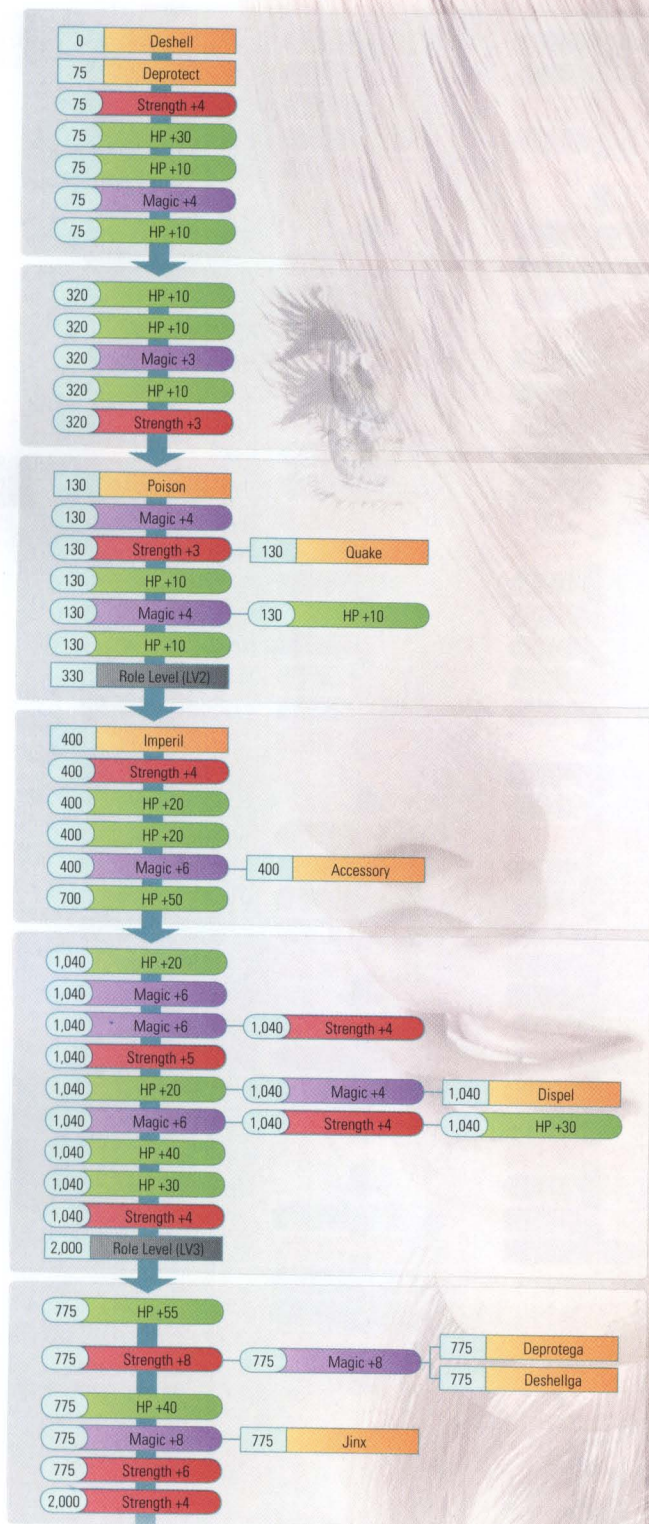 0 Deshell
75 Deprotect
75 Strength +4
75 HP +30
75 HP +10
75 Magic +4
75 HP +10
320 HP +10
320 HP +10
320 Magic +3
320 HP +10
320 Strength +3
130 Poison
130 Magic +4
130 Strength +3 130 Quake
130 HP +10
130 Magic +4 130 HP +10
130 HP +10
330 Role Level (LV2)
400 Imperil
400 Strength +4
400 HP +20
400 HP +20
400 Magic +6 400 Accessory
700 HP +50
1,040 HP +20
1,040 Magic +6
1,040 Magic +6 1,040 Strength +4
1,040 Strength +5
1,040 HP +20 1,040 Magic +4 1,040 Dispel
1,040 Magic +6 1,040 Strength +4 1,040 HP +30
1,040 HP +40
1,040 HP +30
1,040 Strength +4
2,000 Role Level (LV3)
775 HP +55
775 Deprotega
775 Strength +8 775 Magic +8
775 Deshellga
775 HP +40
775 Magic +8 775 Jinx
775 Strength +6
2,000 Strength +4